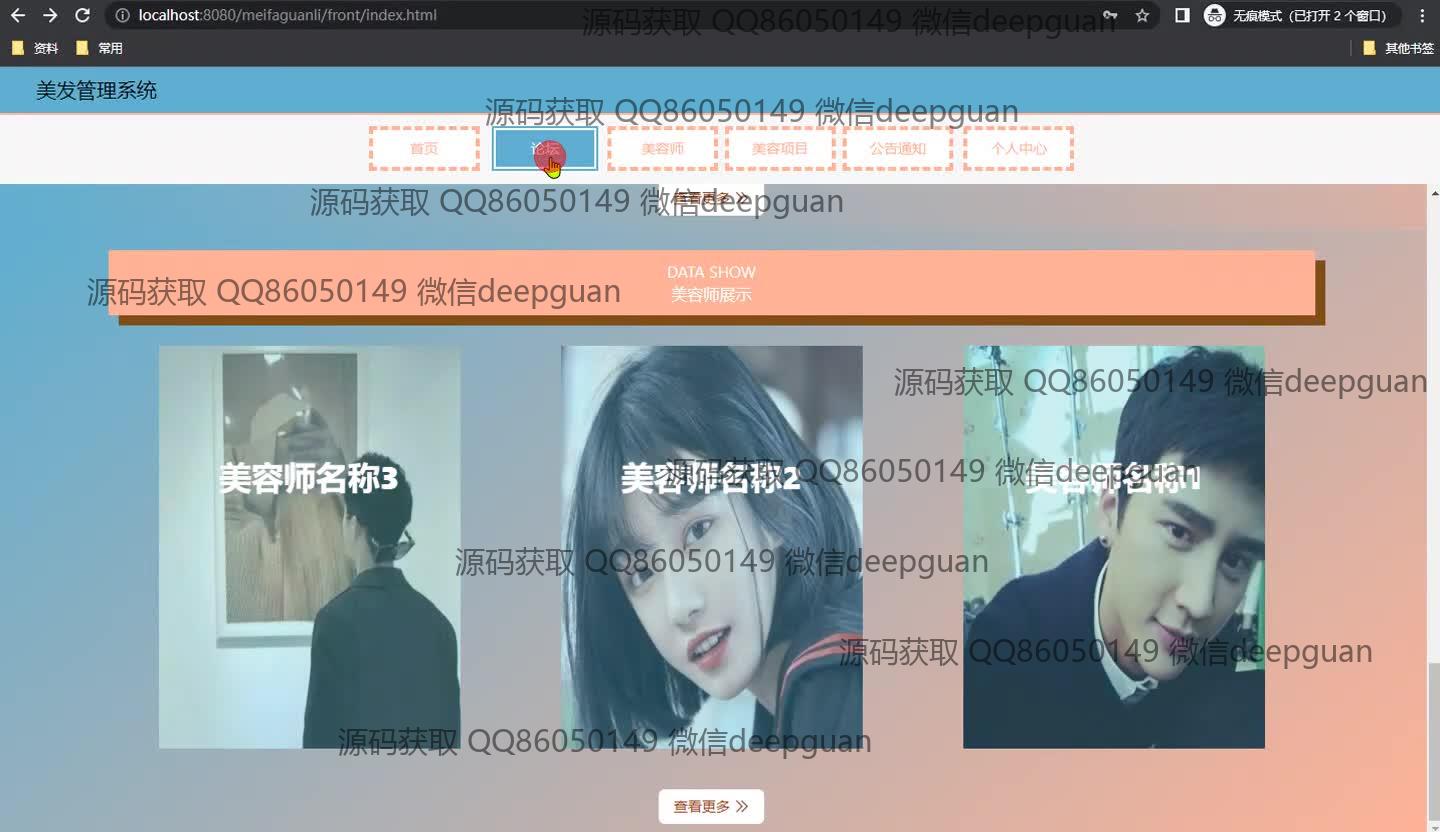 localhost:8080/meifaguanli/front/index.html
无痕模式 (已打开 2 个窗口)
源码获取 QQ86050149 微信deepguan
资料
常用
其他书签
美发管理系统
源码获取 QQ86050149 微信deepguan
首页
论坛
美容师
美容项目
公告通知
个人中心
查看更多
源码获取 QQ86050149 微信deepguan
DATA SHOW
美容师展示
源码获取 QQ86050149 微信deepguan
源码获取 QQ86050149 微信deepguan
美容师名称3
美容师名称2
美容师名称1
源码获取 QQ86050149 微信deepguan
源码获取 QQ86050149 微信deepguan
源码获取 QQ86050149 微信deepguan
源码获取 QQ86050149 微信deepguan
查看更多